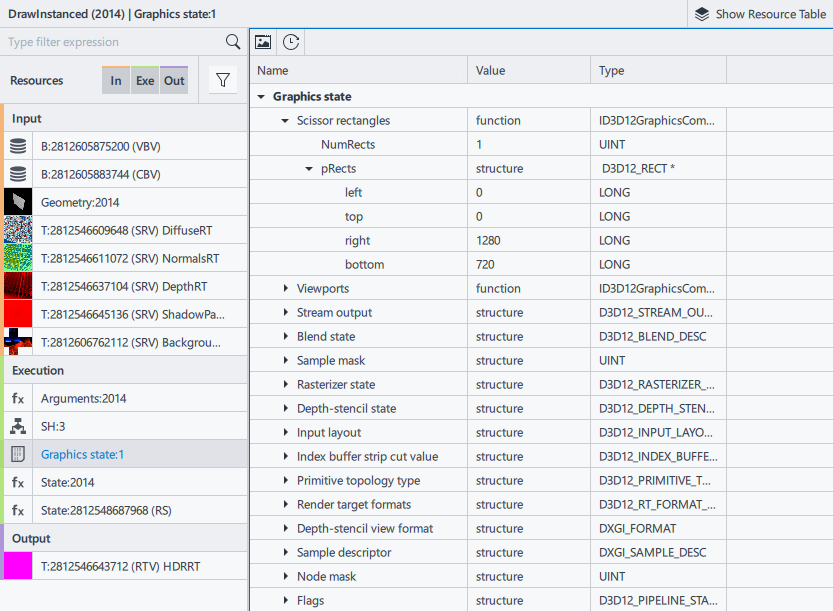 DrawInstanced (2014) | Graphics state:1
Show Resource Table
Type filter expression
Resources In Exe Out
Input
B:2812605875200 (VBV)
B:2812605883744 (CBV)
Geometry:2014
T:2812546609648 (SRV) DiffuseRT
T:2812546611072 (SRV) NormalsRT
T:2812546637104 (SRV) DepthRT
T:2812546645136 (SRV) ShadowPa...
T:2812606762112 (SRV) Backgrou...
Execution
fx Arguments:2014
SH:3
Graphics state:1
fx State:2014
fx State:2812548687968 (RS)
Output
T:2812546643712 (RTV) HDRRT
Name Value Type
Graphics state
Scissor rectangles function ID3D12GraphicsCom...
NumRects 1 UINT
pRects structure D3D12_RECT *
left 0 LONG
top 0 LONG
right 1280 LONG
bottom 720 LONG
Viewports function ID3D12GraphicsCom...
Stream output structure D3D12_STREAM_OU...
Blend state structure D3D12_BLEND_DESC
Sample mask structure UINT
Rasterizer state structure D3D12_RASTERIZER_...
Depth-stencil state structure D3D12_DEPTH_STEN...
Input layout structure D3D12_INPUT_LAYO...
Index buffer strip cut value structure D3D12_INDEX_BUFFE...
Primitive topology type structure D3D12_PRIMITIVE_T...
Render target formats structure D3D12_RT_FORMAT_...
Depth-stencil view format structure DXGI_FORMAT
Sample descriptor structure DXGI_SAMPLE_DESC
Node mask structure UINT
Flags structure D3D12_PIPELINE_STA...